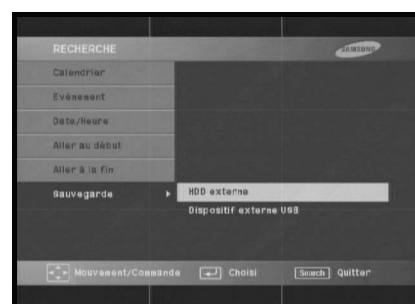 RECHERCHE
SAMSUNG
Calendrier
Evènement
Date/Heure
Aller au début
Aller à la fin
Sauvegarde
HDD externe
Dispositif externe USB
Mouvement/Commande
Choisi
Search
Quitter